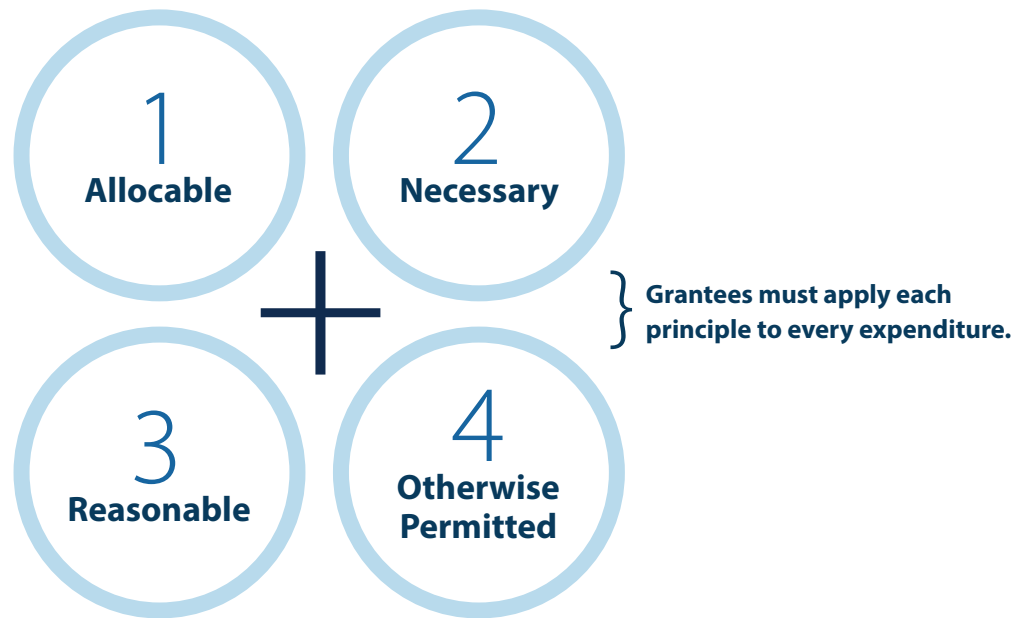 1
Allocable
2
Necessary
3
Reasonable
4
Otherwise
Permitted
Grantees must apply each
principle to every expenditure.